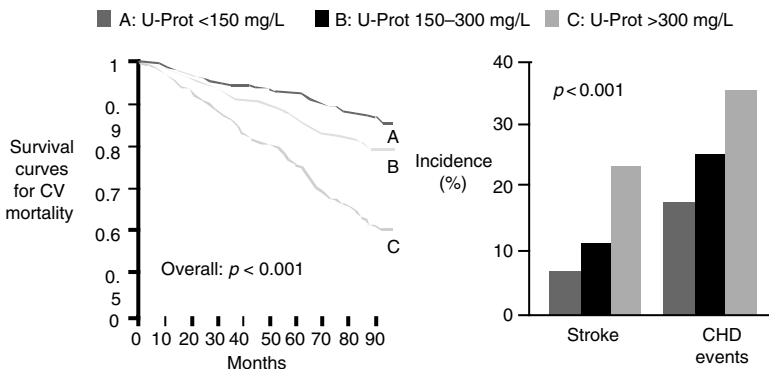 A: U-Prot <150 mg/L B: U-Prot 150–300 mg/L C: U-Prot >300 mg/L
Survival
curves
for CV
mortality
1
0.
9
0.8
0.7
0.6
0.
5
0
A
B
C
Overall: p < 0.001
0 10 20 30 40 50 60 70 80 90
Months
Incidence
(%)
40
30
20
10
0
p < 0.001
Stroke
CHD
events